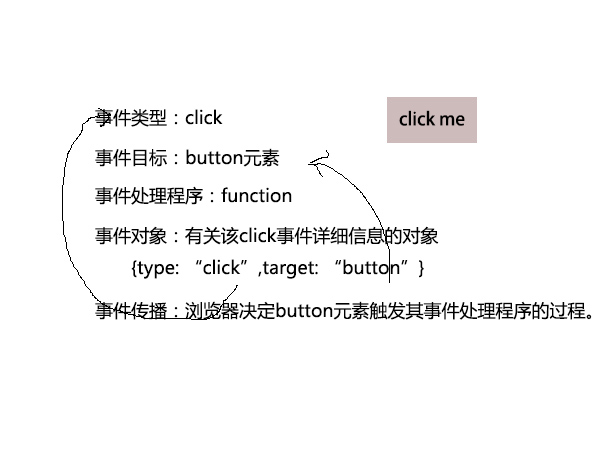 事件类型：click
click me
事件目标：button元素
事件处理程序：function
事件对象：有关该click事件详细信息的对象
{type: “click”,target: “button”}
事件传播：浏览器决定button元素触发其事件处理程序的过程。